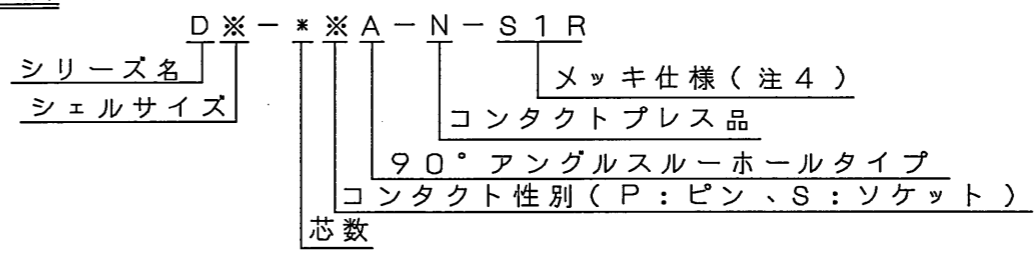 D※-*※A-N-S1R
シリーズ名
メッキ仕様(注4)
シェルサイズ
コンタクトプレス品
90°アングルスルーホールタイプ
コンタクト性別(P:ピン、S:ソケット)
芯数